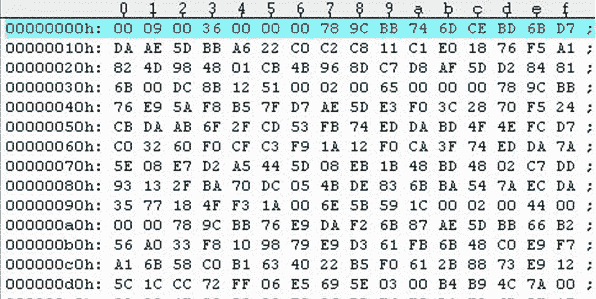 0 1 2 3 4 5 6 7 8 9 a b c d e f
00000000h: 00 09 00 36 00 00 00 78 9C BB 74 6D CE BD 6B D7 ;
00000010h: DA AE 5D BB A6 22 C0 C2 C8 11 C1 E0 18 76 F5 A1 ;
00000020h: 82 4D 98 48 01 CB 4B 96 8D C7 D8 AF 5D D2 84 81 ;
00000030h: 6B 00 DC 8B 12 51 00 02 00 65 00 00 00 78 9C BB ;
00000040h: 76 E9 5A F8 B5 7F D7 AE 5D E3 F0 3C 28 70 F5 24 ;
00000050h: CB DA AB 6F 2F CD 53 FB 74 ED DA BD 4F 4E FC D7 ;
00000060h: C0 32 60 F0 CF C3 F9 1A 12 F0 CA 3F 74 ED DA 7A ;
00000070h: 5E 08 E7 D2 A5 44 5D 08 EB 1B 48 BD 48 02 C7 DD ;
00000080h: 93 13 2F BA 70 DC 05 4B DE 83 6B BA 54 7A EC DA ;
00000090h: 35 77 18 4F F3 1A 00 6E 5B 59 1C 00 02 00 44 00 ;
000000a0h: 00 00 78 9C BB 76 E9 DA F2 6B 87 AE 5D BB 66 B2 ;
000000b0h: 56 A0 33 F8 10 98 79 E9 D3 61 FB 6B 48 C0 E9 F7 ;
000000c0h: A1 6B 58 C0 B1 63 40 22 B5 F0 61 2B 88 73 E9 12 ;
000000d0h: 5C 1C CC 72 FF 06 E5 69 5E 03 00 B4 B9 4C 7A 00 ;